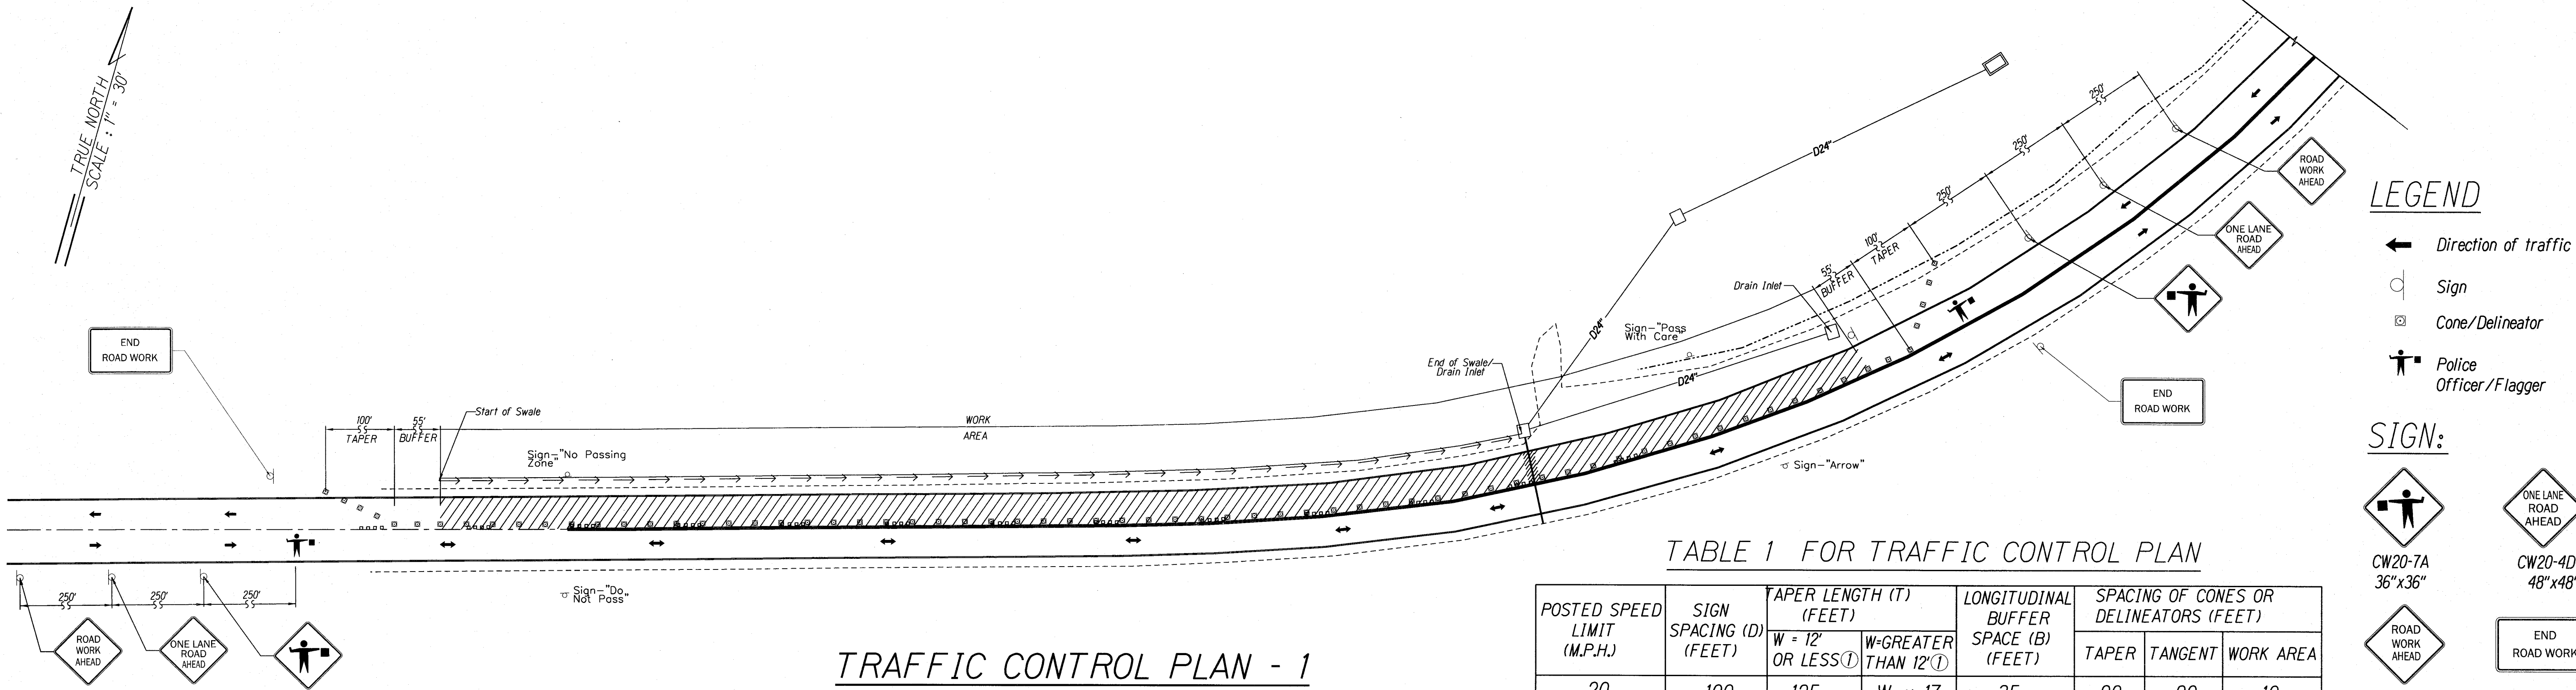 TRUE NORTH
SCALE : 1" = 30'
END
ROAD WORK
100'
TAPER
55'
BUFFER
Start of Swale
WORK
AREA
Sign-"No Passing
Zone"
250'
250'
250'
ROAD
WORK
AHEAD
ONE LANE
ROAD
AHEAD
Sign-"Do
Not Pass"
TRAFFIC CONTROL PLAN - 1
End of Swale/
Drain Inlet
D24"
D24"
D24"
Sign-"Pass
With Care"
Drain Inlet
55'
BUFFER
100'
TAPER
250'
250'
250'
ROAD
WORK
AHEAD
ONE LANE
ROAD
AHEAD
END
ROAD WORK
Sign-"Arrow"
LEGEND
Direction of traffic
Sign
Cone/Delineator
Police
Officer/Flagger
SIGN:
CW20-7A
36"x36"
ONE LANE
ROAD
AHEAD
CW20-4D
48"x48"
ROAD
WORK
AHEAD
END
ROAD WORK
TABLE 1 FOR TRAFFIC CONTROL PLAN
POSTED SPEED
LIMIT
(M.P.H.)
SIGN
SPACING (D)
(FEET)
TAPER LENGTH (T)
(FEET)
W = 12'
OR LESS①
W=GREATER
THAN 12'①
LONGITUDINAL
BUFFER
SPACE (B)
(FEET)
SPACING OF CONES OR
DELINEATORS (FEET)
TAPER
TANGENT
WORK AREA